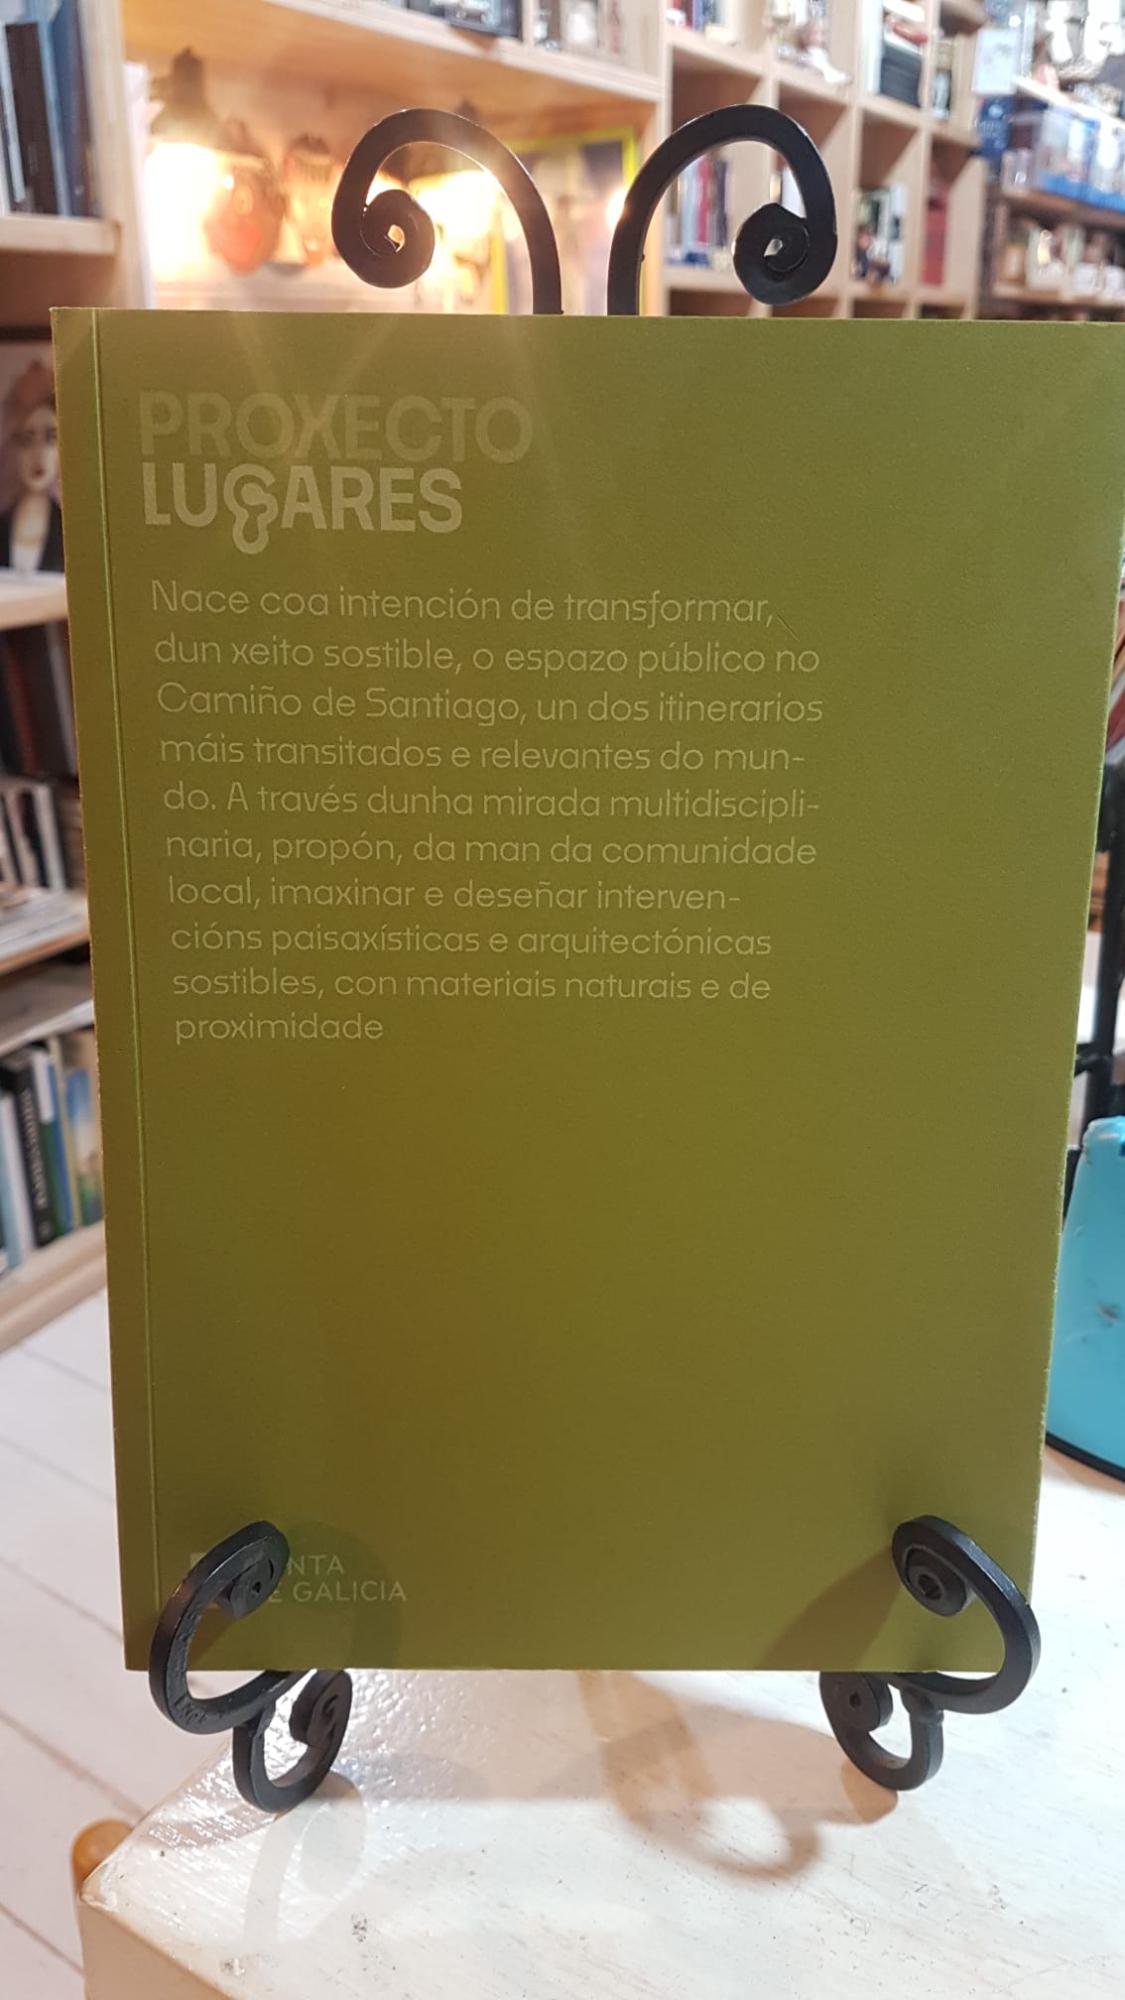 PROXECTO
LUGARES
Nace coa intención de transformar,
dun xeito sostible, o espazo público no
Camiño de Santiago, un dos itinerarios
máis transitados e relevantes do mun-
do. A través dunha mirada multidiscipli-
naria, propón, da man da comunidade
local, imaxinar e deseñar interven-
cións paisaxísticas e arquitectónicas
sostibles, con materiais naturais e de
proximidade
GALICIA